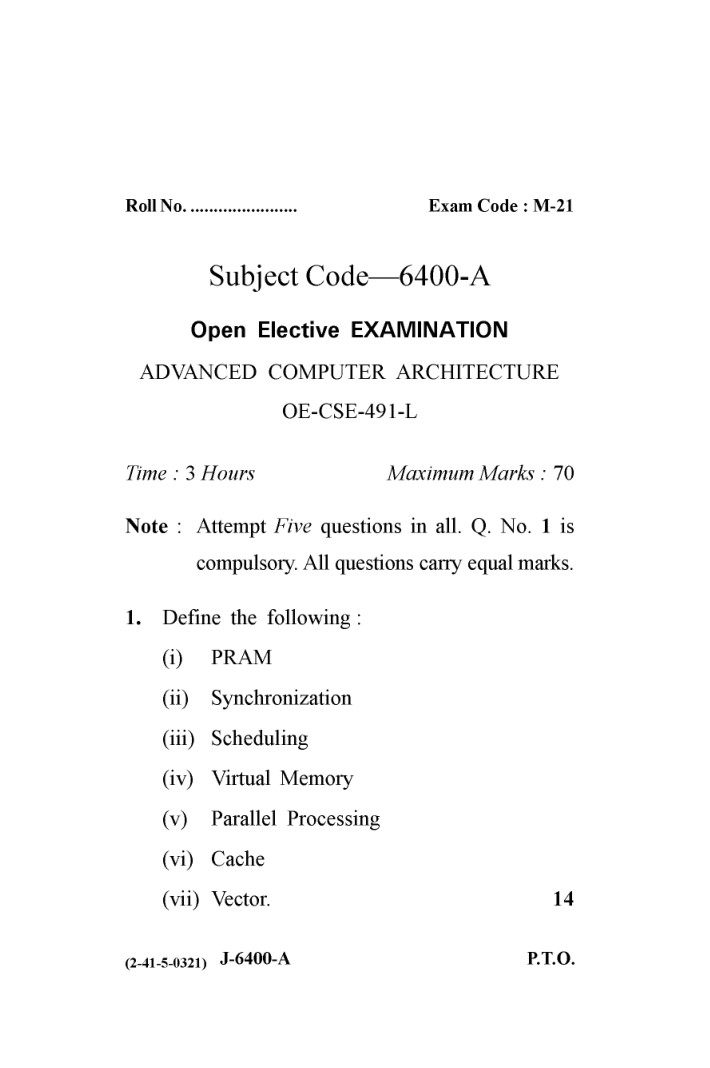 Roll No. ....................... Exam Code : M-21
Subject Code—6400-A
Open Elective EXAMINATION
ADVANCED COMPUTER ARCHITECTURE
OE-CSE-491-L
Time : 3 Hours Maximum Marks : 70
Note : Attempt Five questions in all. Q. No. 1 is
compulsory. All questions carry equal marks.
1. Define the following :
(i) PRAM
(ii) Synchronization
(iii) Scheduling
(iv) Virtual Memory
(v) Parallel Processing
(vi) Cache
(vii) Vector. 14
(2-41-5-0321) J-6400-A P.T.O.